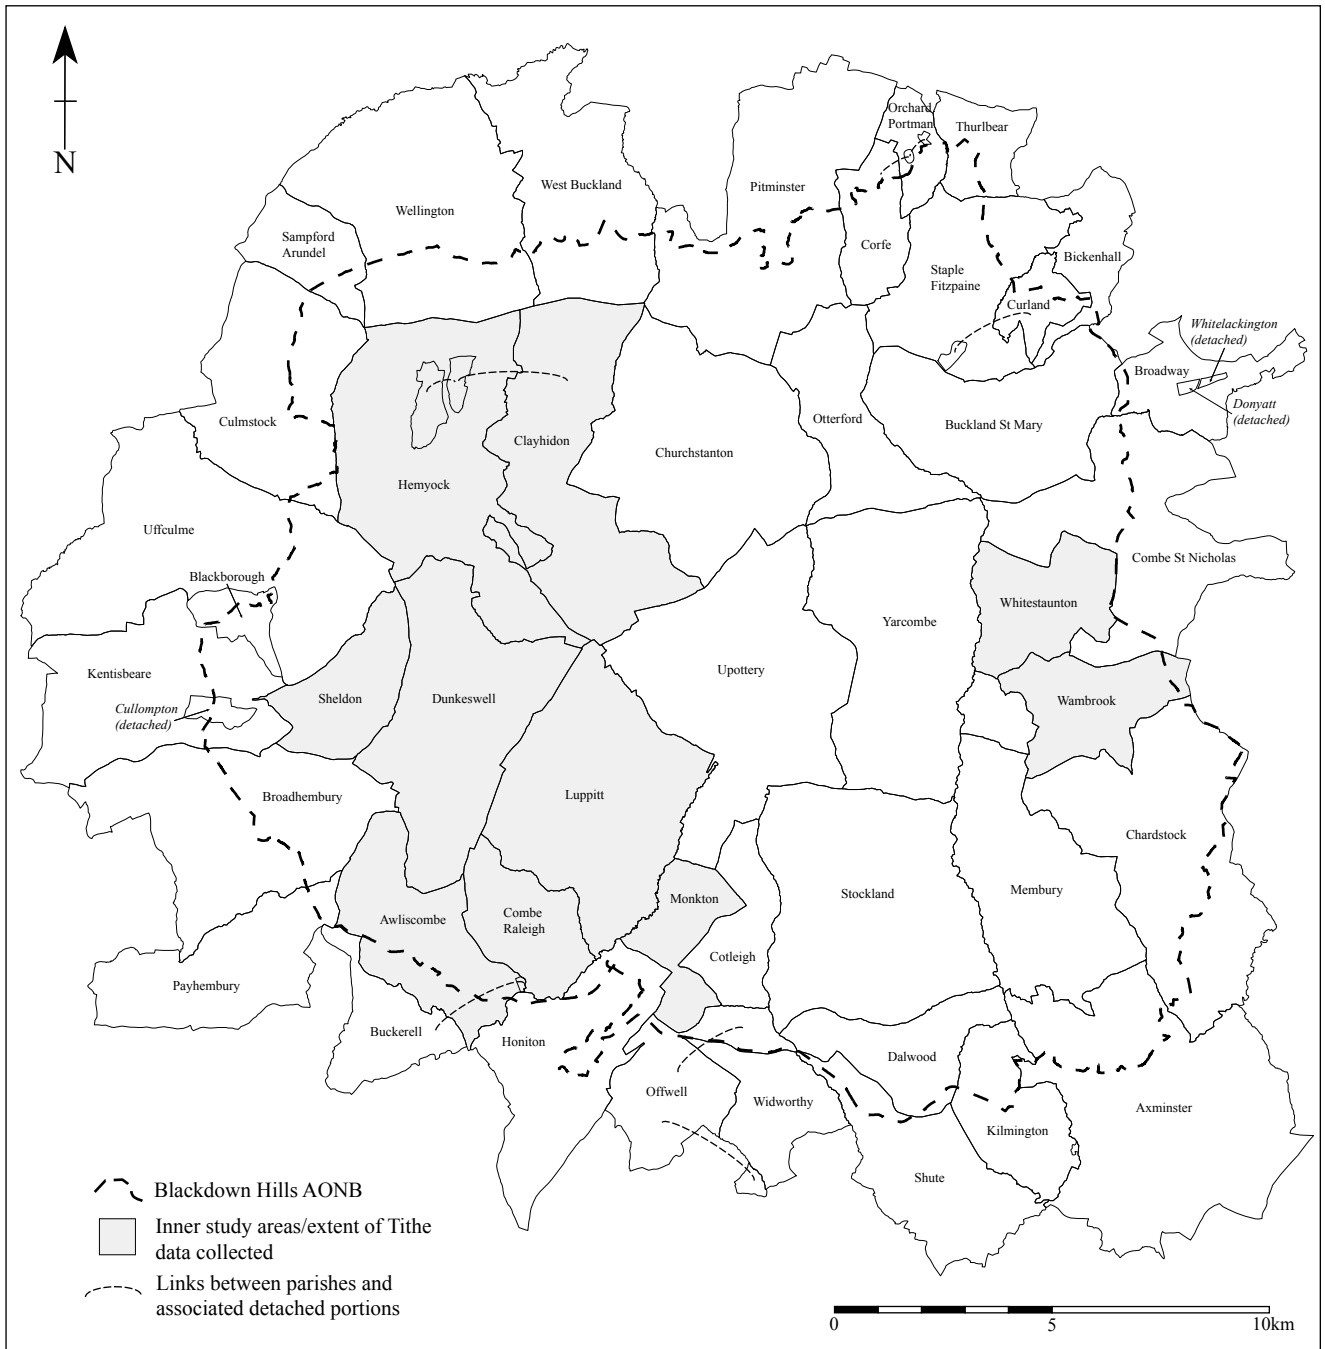 N
Orchard
Portman
Thurlbear
West Buckland
Pitminster
Wellington
Sampford
Arundel
Corfe
Bickenhall
Staple
Fitzpaine
Curland
Whitelackington
(detached)
Broadway
Donyatt
(detached)
Culmstock
Otterford
Buckland St Mary
Clayhidon
Churchstanton
Hemyock
Uffculme
Combe St Nicholas
Blackborough
Whitestaunton
Yarcombe
Kentisbeare
Upottery
Sheldon
Dunkeswell
Wambrook
Cullompton
(detached)
Broadhembury
Luppitt
Chardstock
Stockland
Membury
Monkton
Awliscombe
Combe
Raleigh
Cotleigh
Payhembury
Buckerell
Honiton
Dalwood
Offwell
Widworthy
Axminster
Kilmington
Shute
Blackdown Hills AONB
Inner study areas/extent of Tithe
data collected
Links between parishes and
associated detached portions
0 5 10km